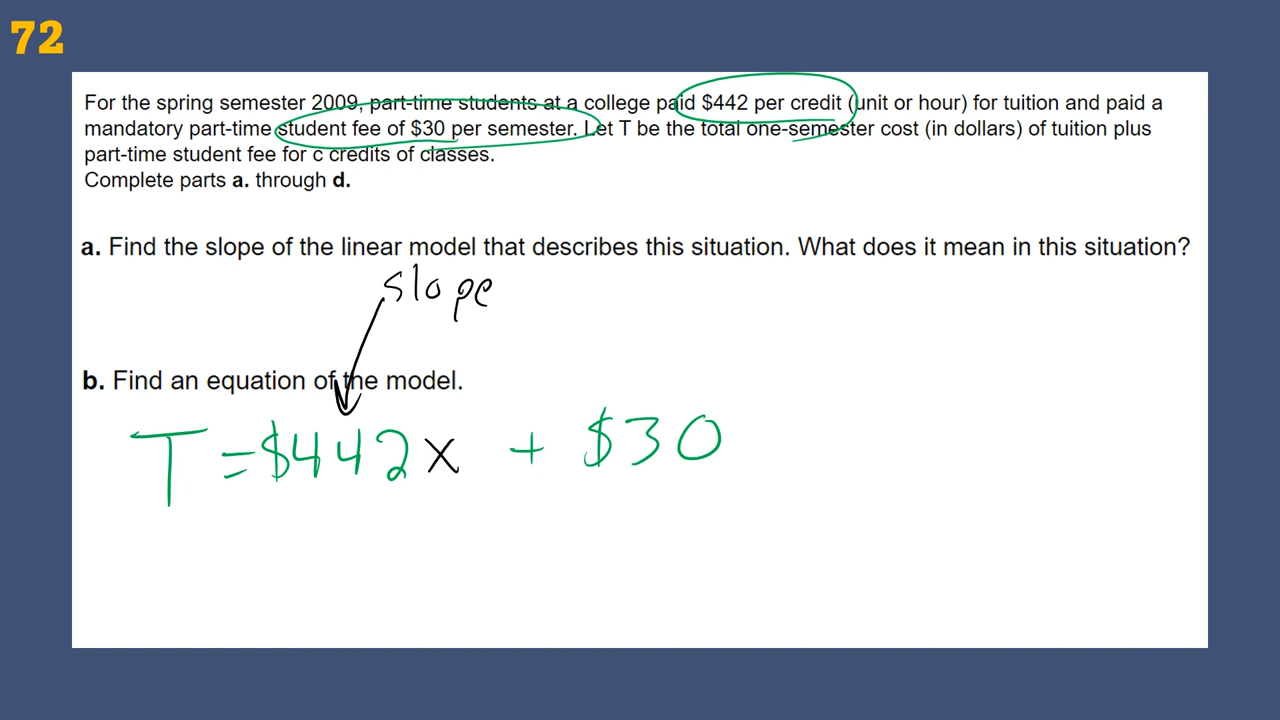 72
For the spring semester 2009, part-time students at a college paid $442 per credit (unit or hour) for tuition and paid a
mandatory part-time student fee of $30 per semester. Let T be the total one-semester cost (in dollars) of tuition plus
part-time student fee for c credits of classes.
Complete parts a. through d.
a. Find the slope of the linear model that describes this situation. What does it mean in this situation?
slope
b. Find an equation of the model.
T = $442x + $30